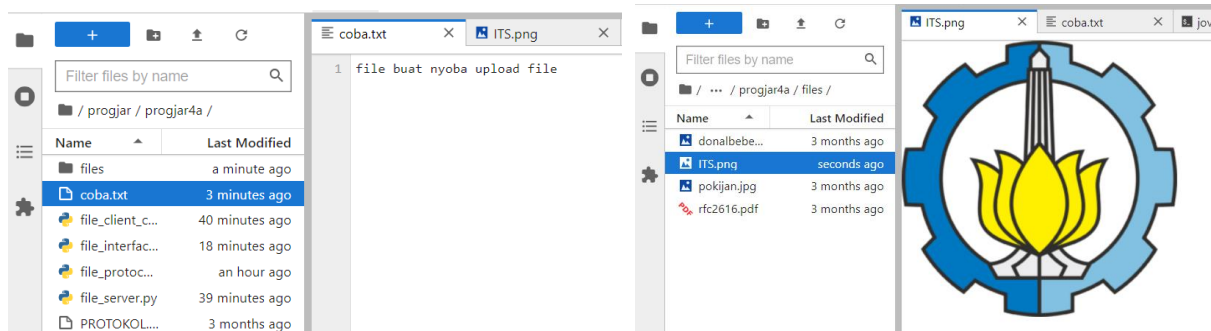 +
coba.txt
ITS.png
Filter files by name
1 file buat nyoba upload file
/ progjar / progjar4a /
Name Last Modified
files a minute ago
coba.txt 3 minutes ago
file_client_c... 40 minutes ago
file_interfac... 18 minutes ago
file_protoc... an hour ago
file_server.py 39 minutes ago
PROTOKOL.... 3 months ago
+
ITS.png
coba.txt
jov
Filter files by name
/ ... / progjar4a / files /
Name Last Modified
donalbebe... 3 months ago
ITS.png seconds ago
pokijan.jpg 3 months ago
PDF rfc2616.pdf 3 months ago